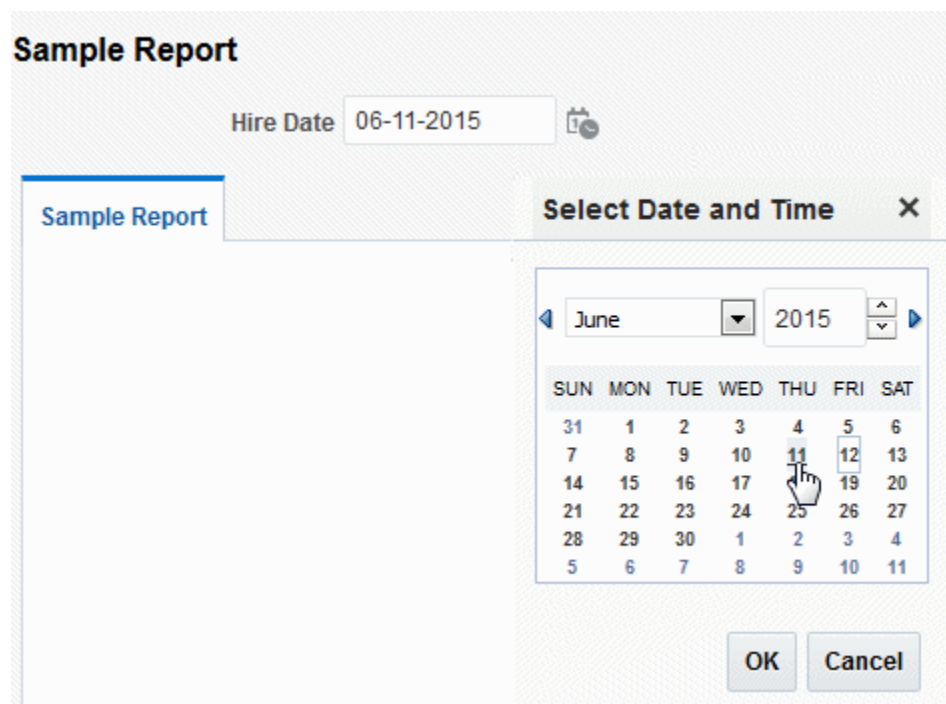 Sample Report
Hire Date 06-11-2015
Sample Report
Select Date and Time
June 2015
SUN MON TUE WED THU FRI SAT
31 1 2 3 4 5 6
7 8 9 10 11 12 13
14 15 16 17 19 20
21 22 23 24 25 26 27
28 29 30 1 2 3 4
5 6 7 8 9 10 11
OK Cancel